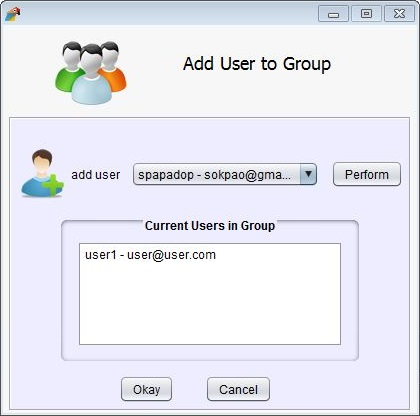 Add User to Group
add user spapadop - sokpao@gma... Perform
Current Users in Group
user1 - user@user.com
Okay Cancel